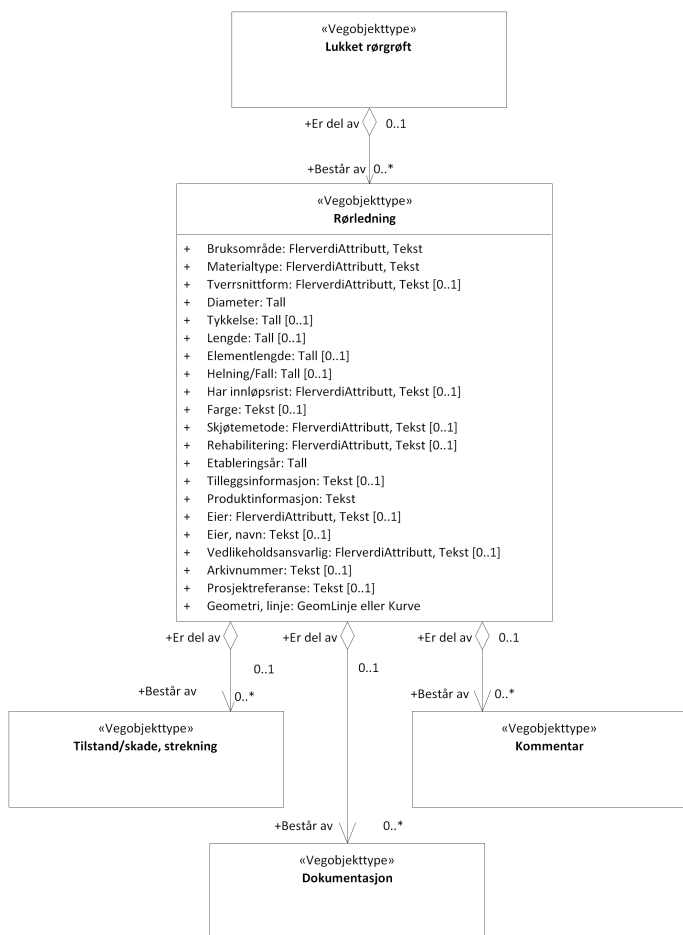 «Vegobjekttype»
Lukket rørgrøft
+Er del av 0..1
+Består av 0..*
«Vegobjekttype»
Rørledning
+ Bruksområde: FlerverdiAttributt, Tekst
+ Materialtype: FlerverdiAttributt, Tekst
+ Tverrsnittform: FlerverdiAttributt, Tekst [0..1]
+ Diameter: Tall
+ Tykkelse: Tall [0..1]
+ Lengde: Tall [0..1]
+ Elementlengde: Tall [0..1]
+ Helning/Fall: Tall [0..1]
+ Har innløpsrist: FlerverdiAttributt, Tekst [0..1]
+ Farge: Tekst [0..1]
+ Skjøtemetode: FlerverdiAttributt, Tekst [0..1]
+ Rehabilitering: FlerverdiAttributt, Tekst [0..1]
+ Etableringsår: Tall
+ Tilleggsinformasjon: Tekst [0..1]
+ Produktinformasjon: Tekst
+ Eier: FlerverdiAttributt, Tekst [0..1]
+ Eier, navn: Tekst [0..1]
+ Vedlikeholdsansvarlig: FlerverdiAttributt, Tekst [0..1]
+ Arkivnummer: Tekst [0..1]
+ Prosjektreferanse: Tekst [0..1]
+ Geometri, linje: GeomLinje eller Kurve
+Er del av +Er del av +Er del av 0..1
0..1 0..1
+Består av 0..* +Består av 0..*
«Vegobjekttype»
Tilstand/skade, strekning
«Vegobjekttype»
Kommentar
+Består av 0..*
«Vegobjekttype»
Dokumentasjon